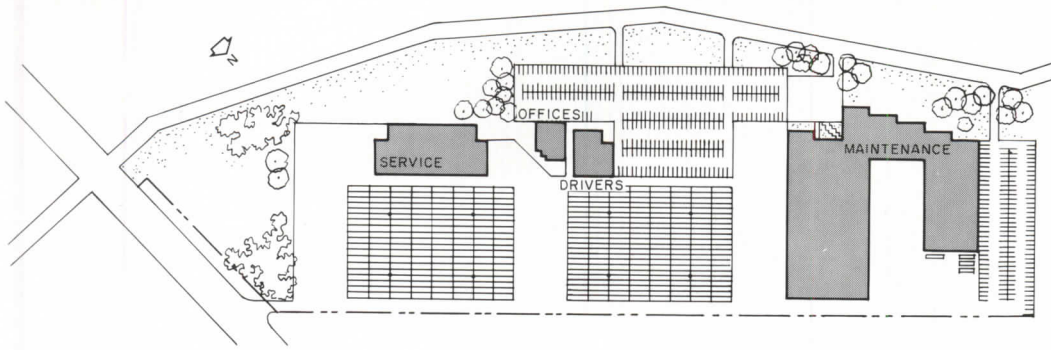 N
OFFICES
SERVICE
DRIVERS
MAINTENANCE